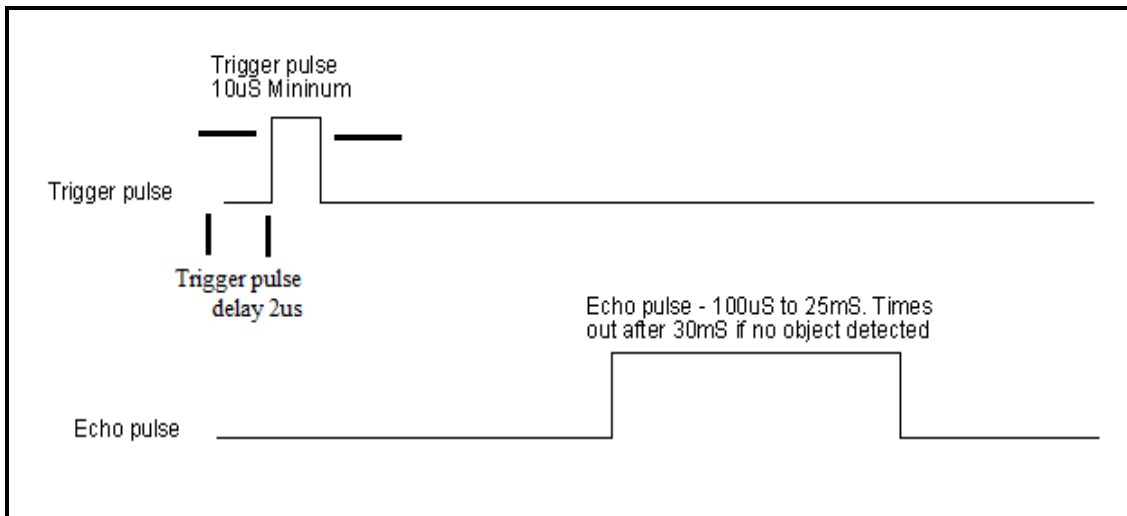 Trigger pulse
10uS Mininum
Trigger pulse
Trigger pulse
delay 2us
Echo pulse - 100uS to 25mS. Times
out after 30mS if no object detected
Echo pulse